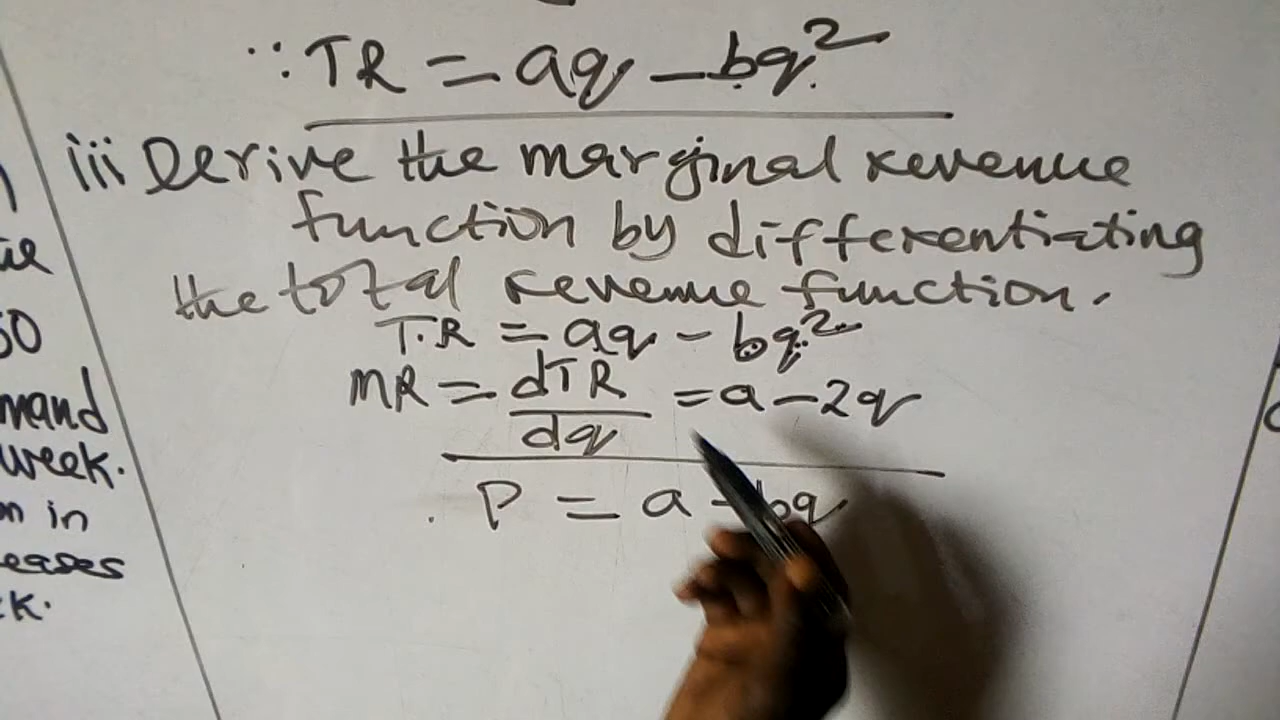 ∵ TR = aq - bq²
iii Derive the marginal revenue
function by differentiating
the total revenue function.
T.R = aq - bq²
MR = dTR/dq = a - 2q
P = a - bq
50
mand
week.
in
eases
k.